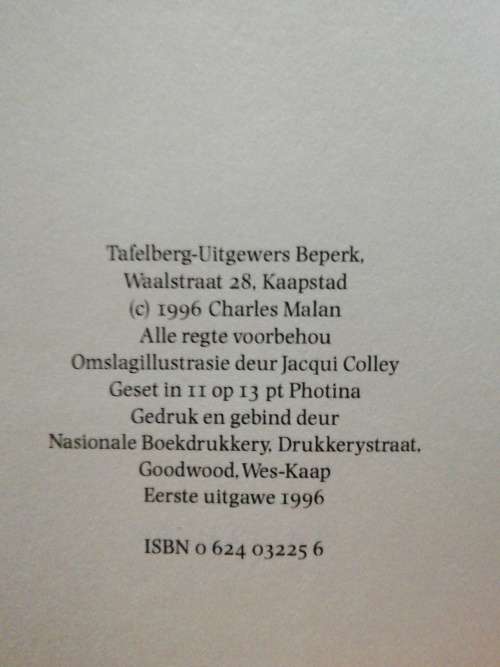 Tafelberg-Uitgewers Beperk,
Waalstraat 28, Kaapstad
(c) 1996 Charles Malan
Alle regte voorbehou
Omslagillustrasie deur Jacqui Colley
Geset in 11 op 13 pt Photina
Gedruk en gebind deur
Nasionale Boekdrukkery, Drukkerystraat,
Goodwood, Wes-Kaap
Eerste uitgawe 1996
ISBN 0 624 03225 6